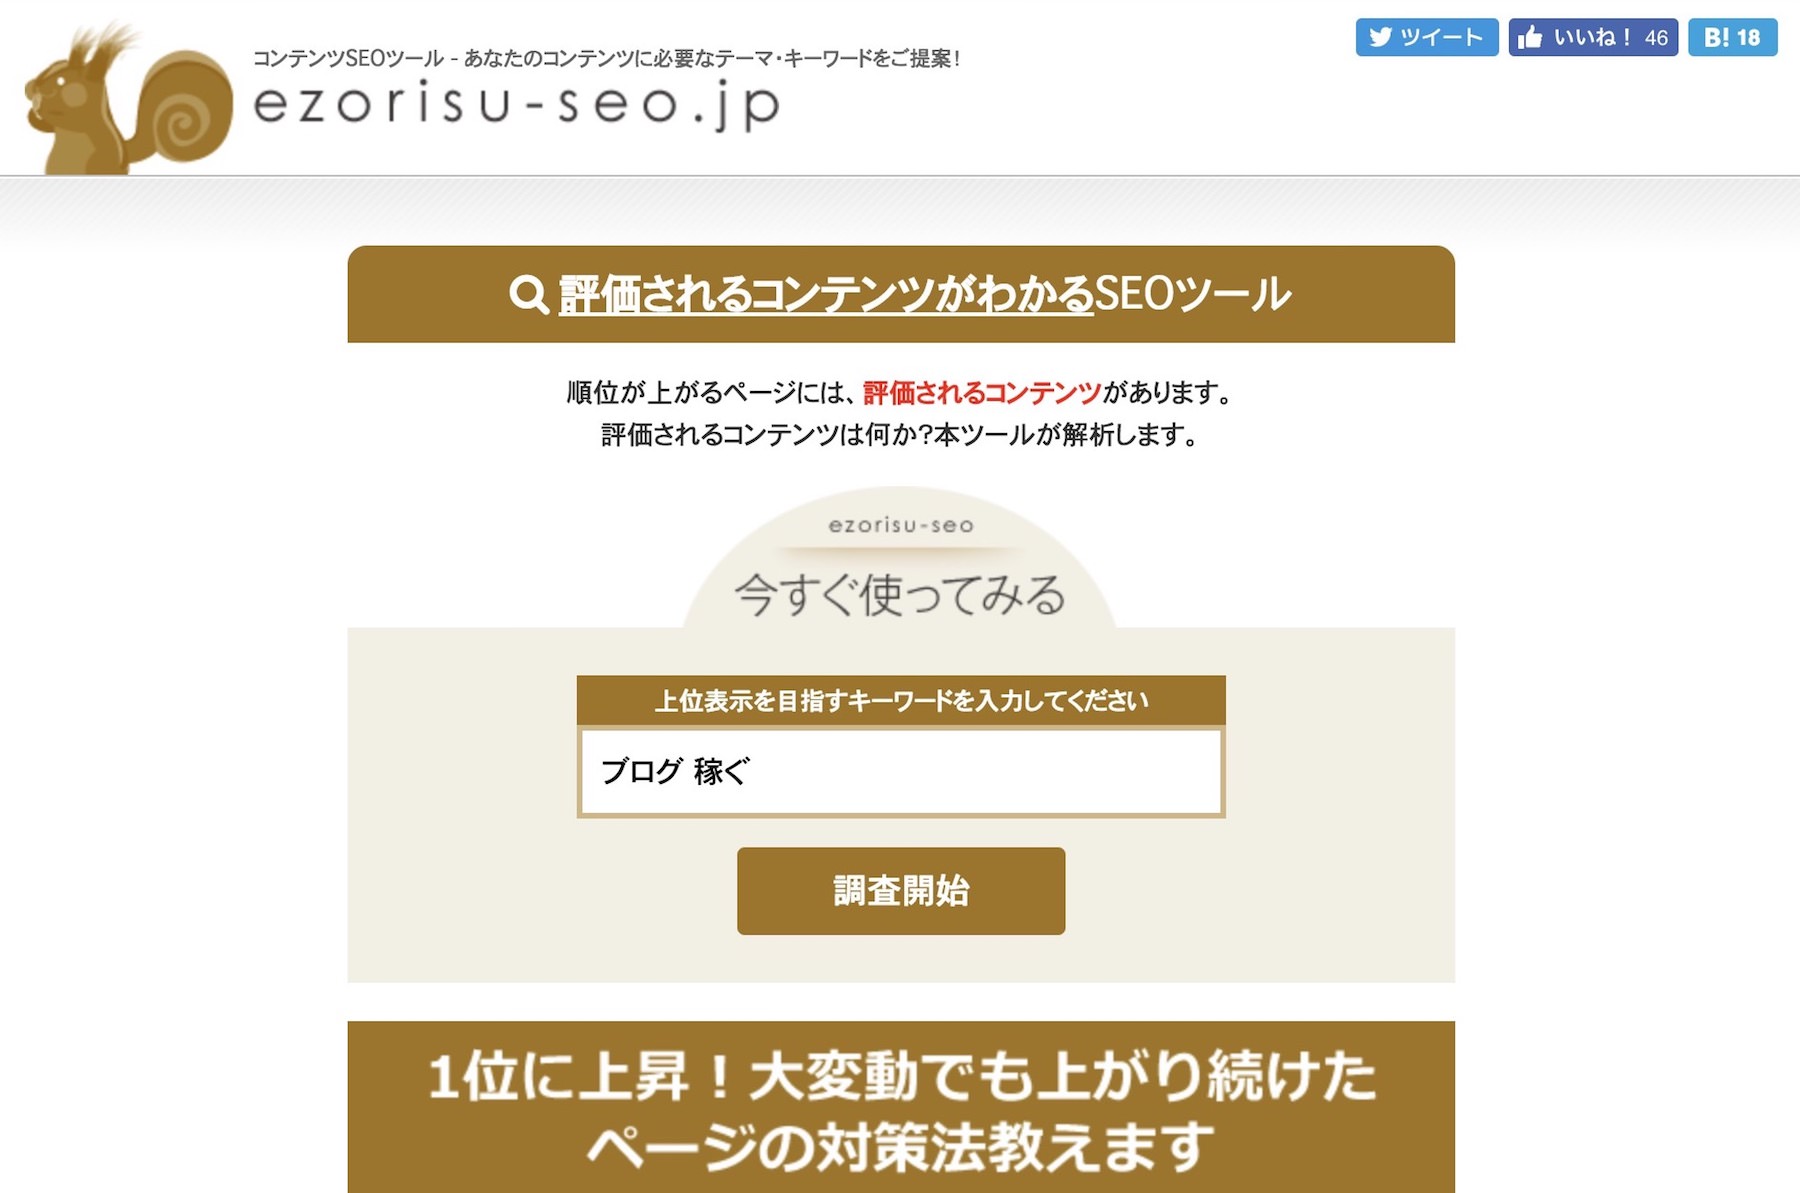 コンテンツSEOツール - あなたのコンテンツに必要なテーマ・キーワードをご提案!
ezorisu-seo.jp
ツイート
いいね！ 46
B! 18
評価されるコンテンツがわかるSEOツール
順位が上がるページには、評価されるコンテンツがあります。
評価されるコンテンツは何か?本ツールが解析します。
ezorisu-seo
今すぐ使ってみる
上位表示を目指すキーワードを入力してください
ブログ 稼ぐ
調査開始
1位に上昇！大変動でも上がり続けた
ページの対策法教えます